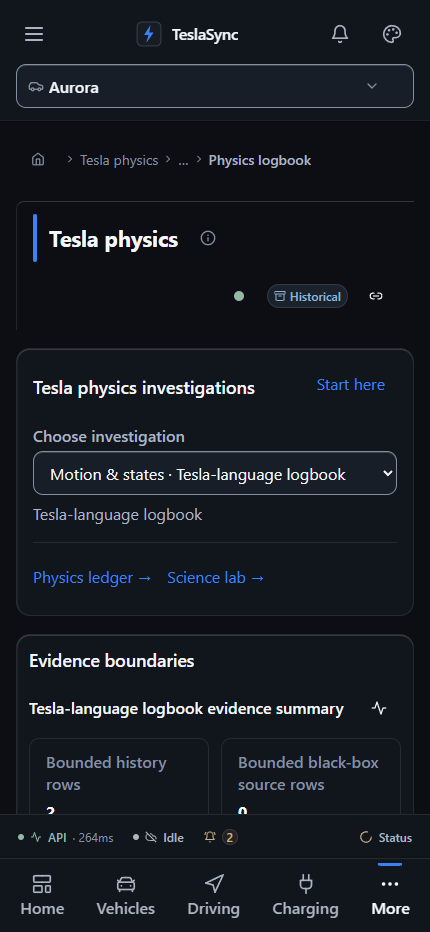 TeslaSync
Aurora
Tesla physics
...
Physics logbook
Tesla physics
Historical
Tesla physics investigations
Start here
Choose investigation
Motion & states · Tesla-language logbook
Tesla-language logbook
Physics ledger →
Science lab →
Evidence boundaries
Tesla-language logbook evidence summary
Bounded history
rows
Bounded black-box
source rows
API · 264ms
Idle
2
Status
Home
Vehicles
Driving
Charging
More